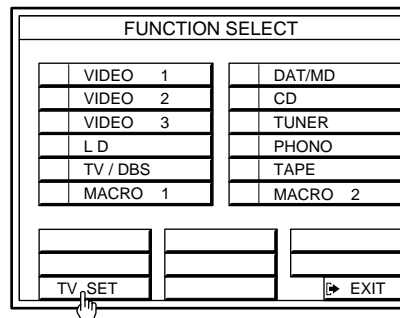 FUNCTION SELECT
VIDEO 1
VIDEO 2
VIDEO 3
L D
TV / DBS
MACRO 1
DAT/MD
CD
TUNER
PHONO
TAPE
MACRO 2
TV SET
EXIT